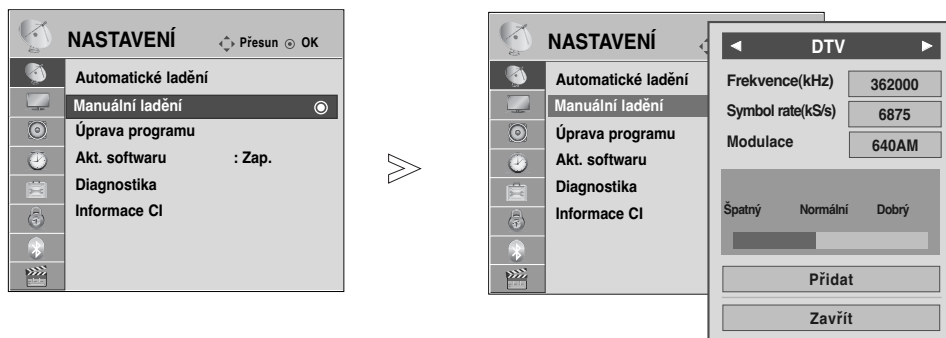 NASTAVENÍ Přesun OK
Automatické ladění
Manuální ladění
Úprava programu
Akt. softwaru : Zap.
Diagnostika
Informace CI
NASTAVENÍ
Automatické ladění
Manuální ladění
Úprava programu
Akt. softwaru
Diagnostika
Informace CI
DTV
Frekvence(kHz) 362000
Symbol rate(kS/s) 6875
Modulace 640AM
Špatný Normální Dobrý
Přidat
Zavřít